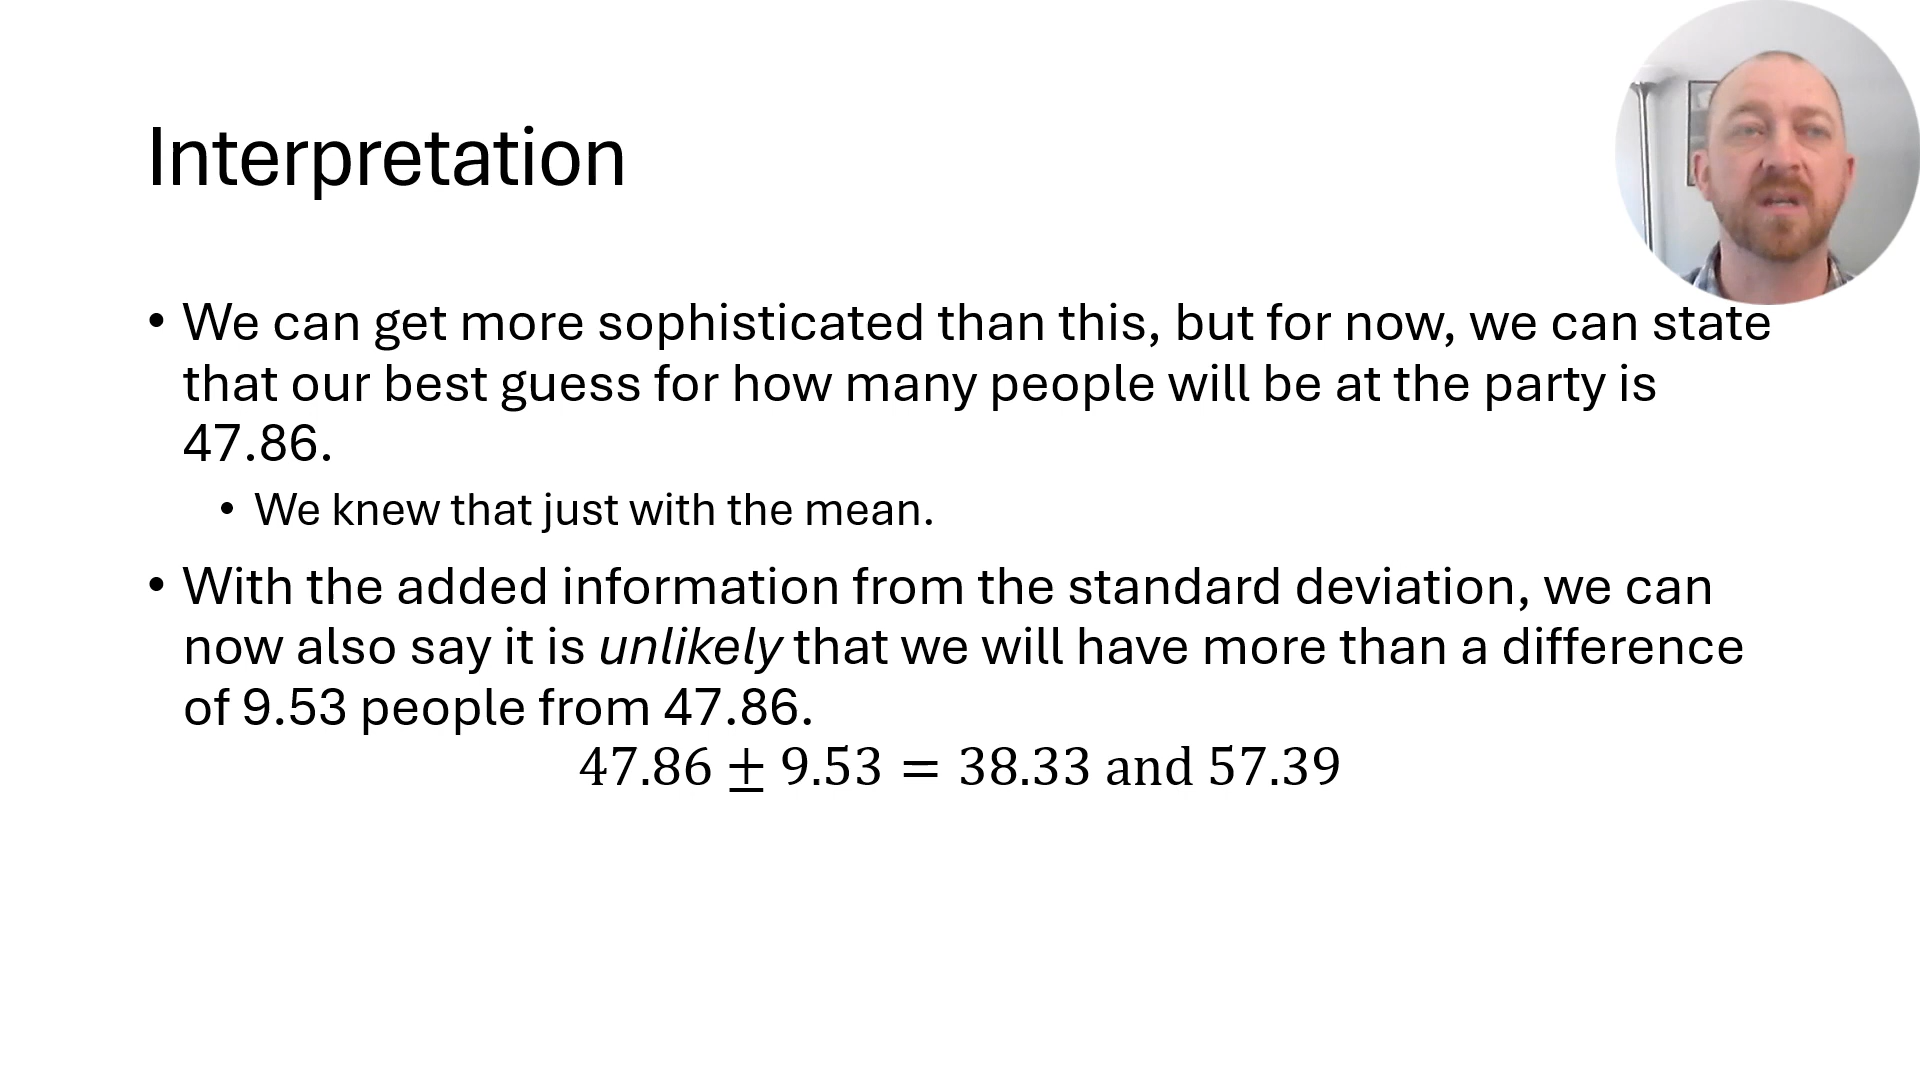 Interpretation
• We can get more sophisticated than this, but for now, we can state
that our best guess for how many people will be at the party is
47.86.
• We knew that just with the mean.
• With the added information from the standard deviation, we can
now also say it is unlikely that we will have more than a difference
of 9.53 people from 47.86.
47.86 ± 9.53 = 38.33 and 57.39